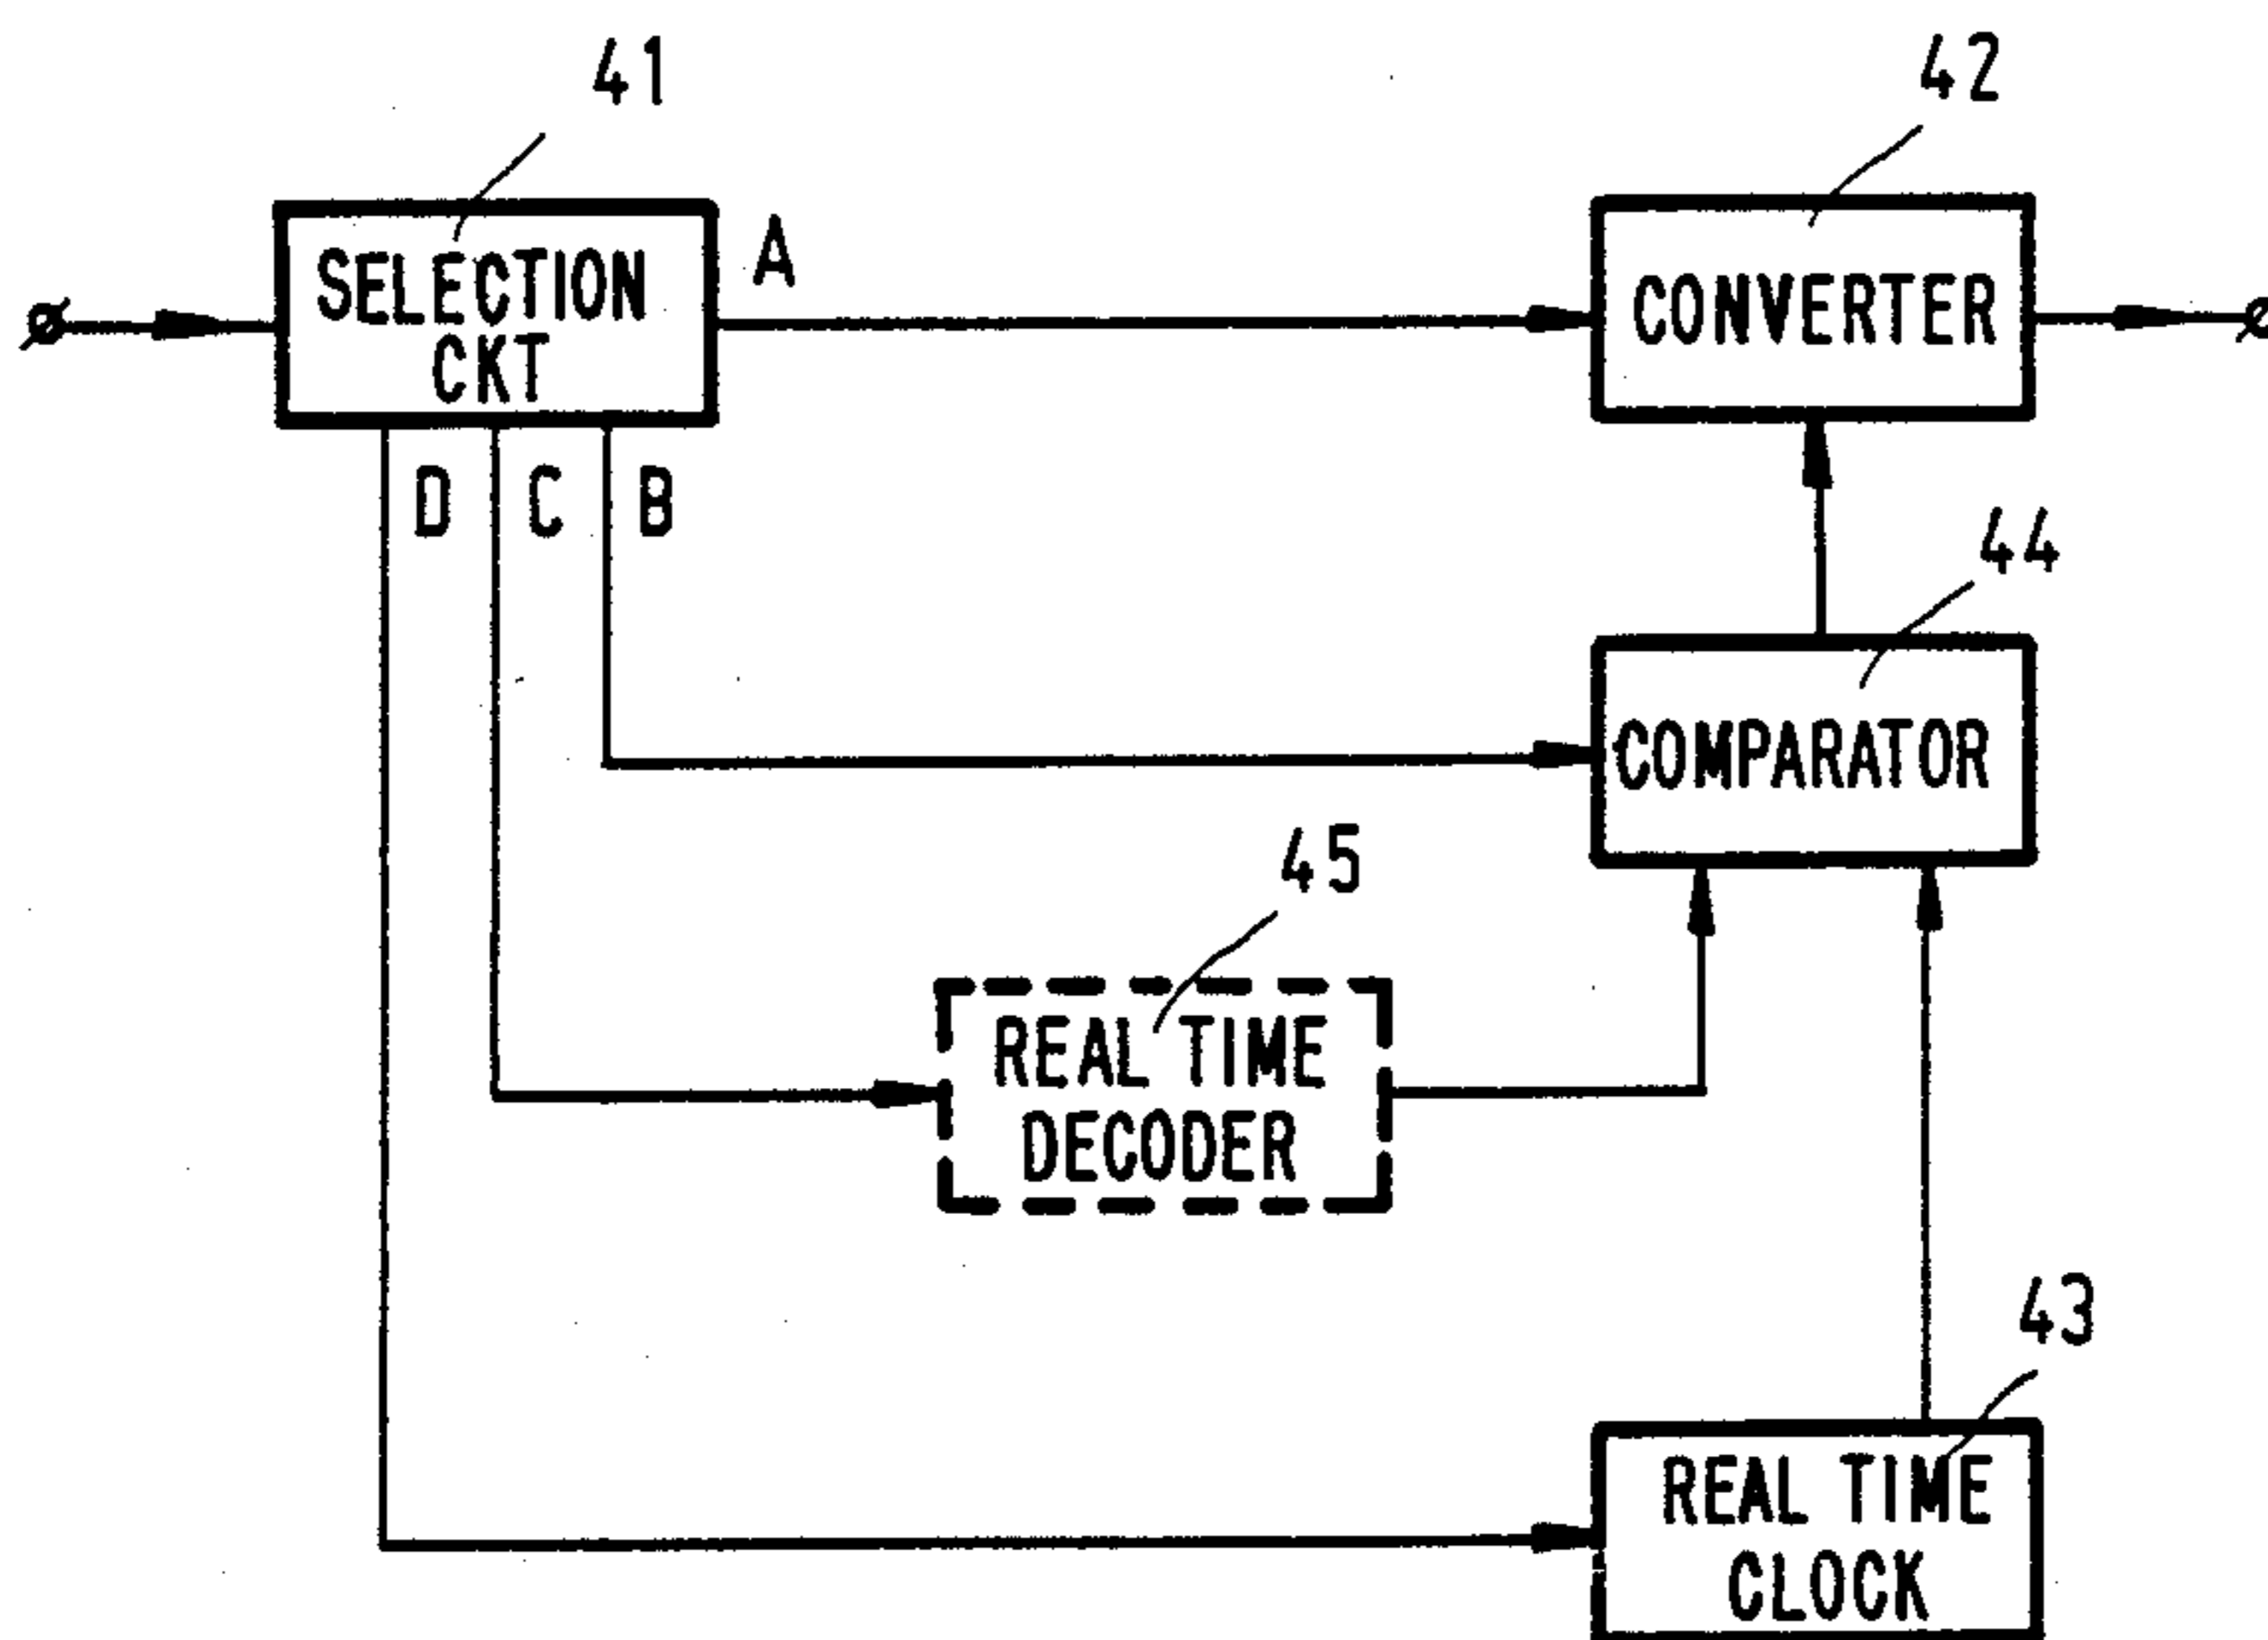 41
42
SELECTION
CKT
A
CONVERTER
D
C
B
44
COMPARATOR
45
REAL TIME
DECODER
43
REAL TIME
CLOCK